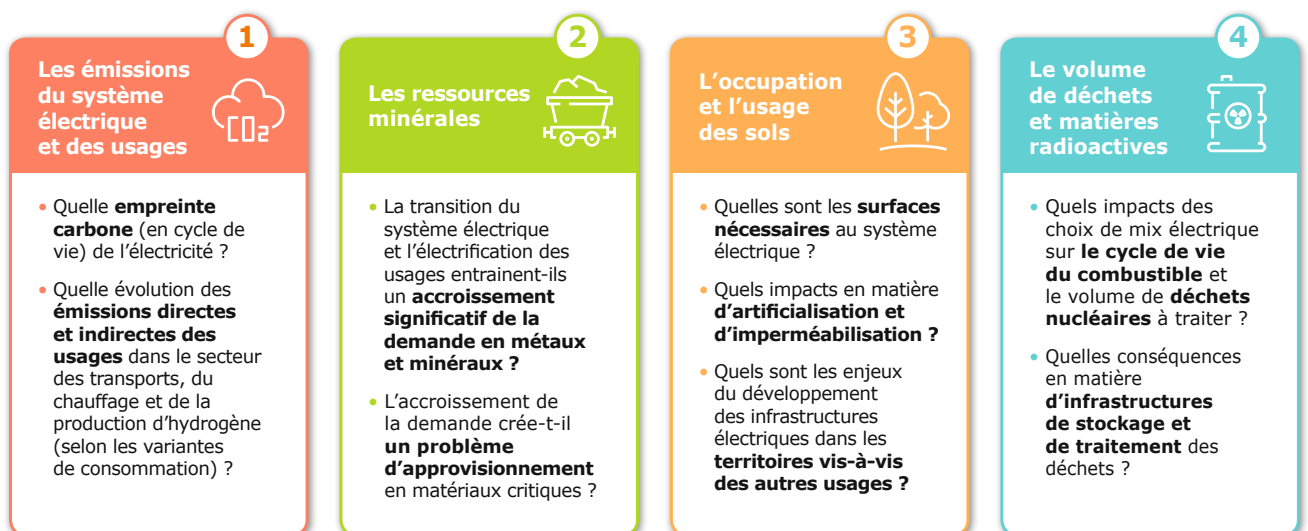 1
Les émissions
du système
électrique
et des usages
CO2
• Quelle empreinte
carbone (en cycle de
vie) de l’électricité ?
• Quelle évolution des
émissions directes
et indirectes des
usages dans le secteur
des transports, du
chauffage et de la
production d’hydrogène
(selon les variantes
de consommation) ?
2
Les ressources
minérales
• La transition du
système électrique
et l’électrification des
usages entrainent-ils
un accroissement
significatif de la
demande en métaux
et minéraux ?
• L’accroissement de
la demande crée-t-il
un problème
d’approvisionnement
en matériaux critiques ?
3
L’occupation
et l’usage
des sols
• Quelles sont les surfaces
nécessaires au système
électrique ?
• Quels impacts en matière
d’artificialisation et
d’imperméabilisation ?
• Quels sont les enjeux
du développement
des infrastructures
électriques dans les
territoires vis-à-vis
des autres usages ?
4
Le volume
de déchets
et matières
radioactives
• Quels impacts des
choix de mix électrique
sur le cycle de vie
du combustible et
le volume de déchets
nucléaires à traiter ?
• Quelles conséquences
en matière
d’infrastructures
de stockage et
de traitement des
déchets ?